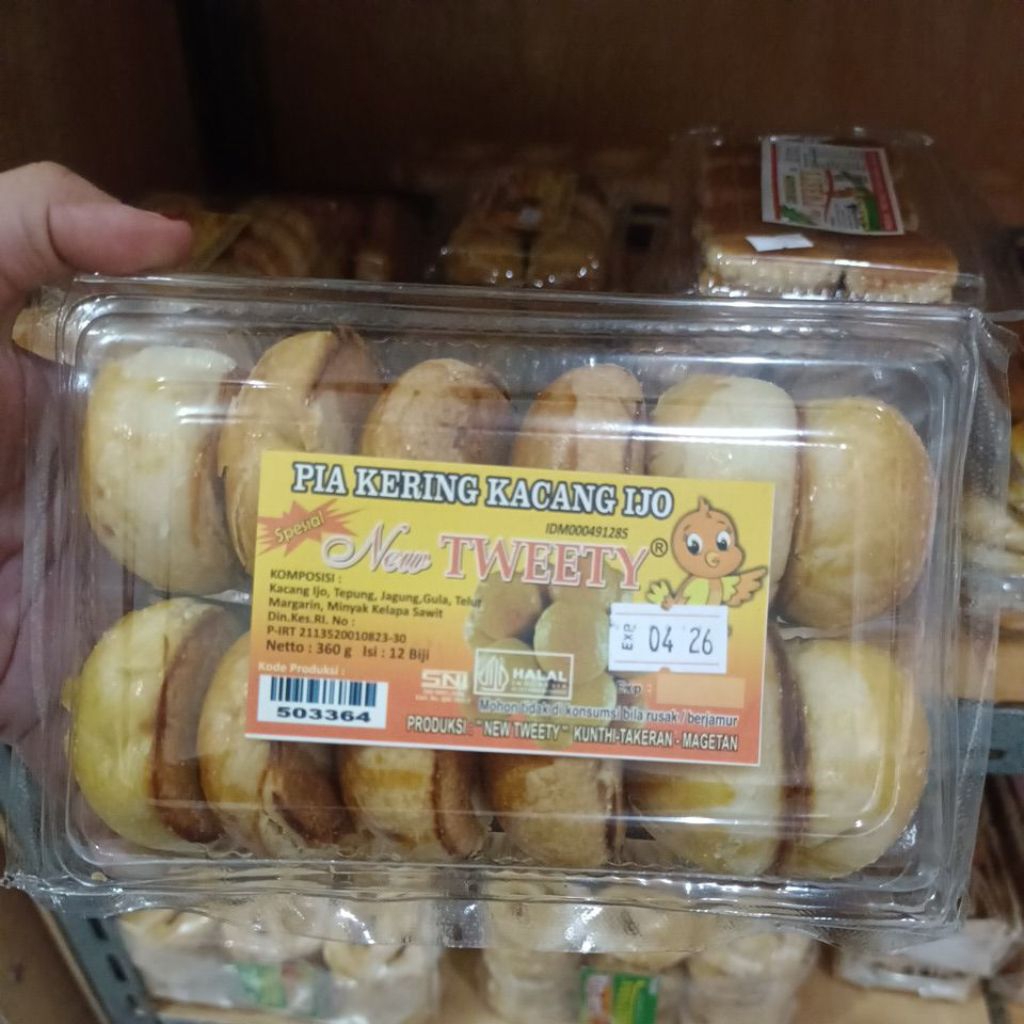 PIA KERING KACANG IJO
IDM000491285
Spesial
New TWEETY®
KOMPOSISI :
Kacang Ijo, Tepung, Jagung,Gula, Telur
Margarin, Minyak Kelapa Sawit
Din.Kes.RI. No :
P-IRT 2113520010823-30
Netto : 360 g Isi : 12 Biji
EXP 04 26
Kode Produksi :
503364
SNI
HALAL
Exp :
Mohon tidak di konsumsi bila rusak / berjamur
PRODUKSI : " NEW TWEETY " KUNTHI-TAKERAN - MAGETAN